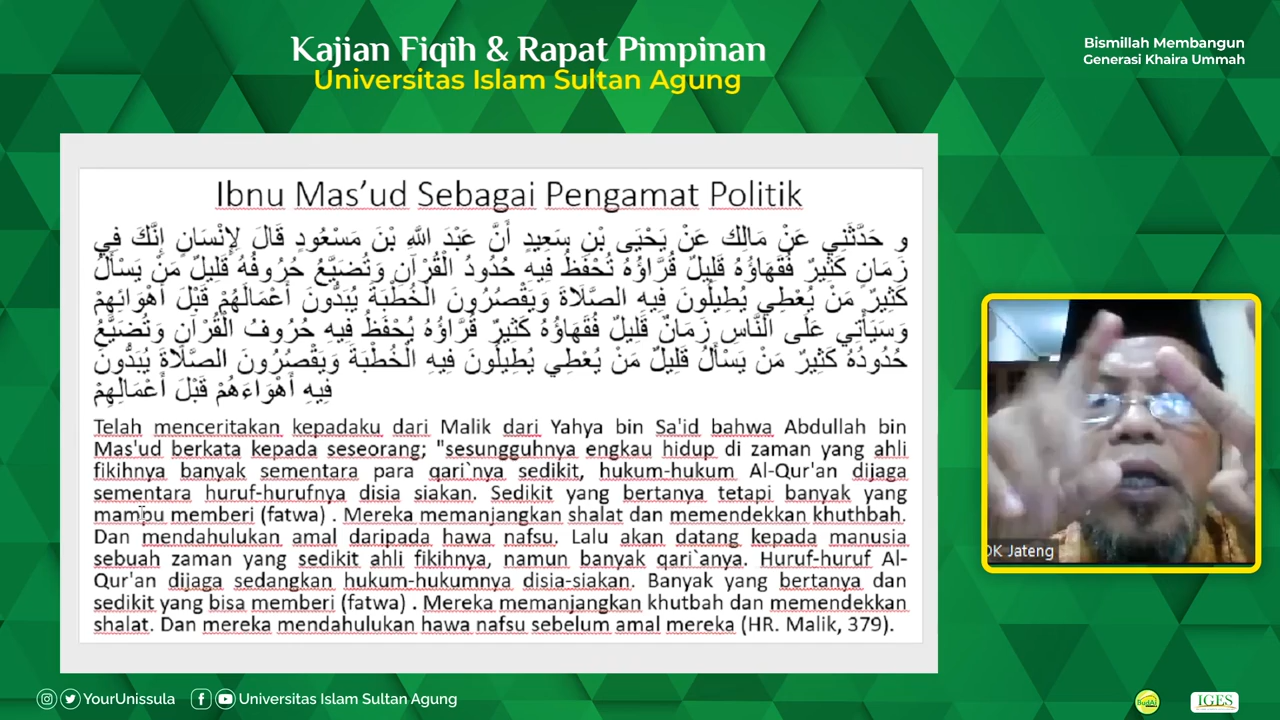 Kajian Fiqih & Rapat Pimpinan
Universitas Islam Sultan Agung
Bismillah Membangun
Generasi Khaira Ummah
Ibnu Mas'ud Sebagai Pengamat Politik
و حَدَّثَنِي عَنْ مَالِك عَنْ يَحْيَى بْنِ سَعِيدٍ أَنَّ عَبْدَ اللَّهِ بْنَ مَسْعُودٍ قَالَ لِإِنْسَانٍ إِنَّكَ فِي
زَمَانٍ كَثِيرٌ فُقَهَاؤُهُ قَلِيلٌ قُرَّاؤُهُ تُحْفَظُ فِيهِ حُدُودُ الْقُرْآنِ وَتُضَيَّعُ حُرُوفُهُ قَلِيلٌ مَنْ يَسْأَلُ
كَثِيرٌ مَنْ يُعْطِي يُطِيلُونَ فِيهِ الصَّلَاةَ وَيَقْصُرُونَ الْخُطْبَةَ يُبَدُّونَ أَعْمَالَهُمْ قَبْلَ أَهْوَائِهِمْ
وَسَيَأْتِي عَلَى النَّاسِ زَمَانٌ قَلِيلٌ فُقَهَاؤُهُ كَثِيرٌ قُرَّاؤُهُ يُحْفَظُ فِيهِ حُرُوفُ الْقُرْآنِ وَتُضَيَّعُ
حُدُودُهُ كَثِيرٌ مَنْ يَسْأَلُ قَلِيلٌ مَنْ يُعْطِي يُطِيلُونَ فِيهِ الْخُطْبَةَ وَيَقْصُرُونَ الصَّلَاةَ يُبَدُّونَ
فِيهِ أَهْوَاءَهُمْ قَبْلَ أَعْمَالِهِمْ
Telah menceritakan kepadaku dari Malik dari Yahya bin Sa'id bahwa Abdullah bin
Mas'ud berkata kepada seseorang; "sesungguhnya engkau hidup di zaman yang ahli
fikihnya banyak sementara para qari`nya sedikit, hukum-hukum Al-Qur'an dijaga
sementara huruf-hurufnya disia siakan. Sedikit yang bertanya tetapi banyak yang
mampu memberi (fatwa) . Mereka memanjangkan shalat dan memendekkan khuthbah.
Dan mendahulukan amal daripada hawa nafsu. Lalu akan datang kepada manusia
sebuah zaman yang sedikit ahli fikihnya, namun banyak qari`anya. Huruf-huruf Al-
Qur'an dijaga sedangkan hukum-hukumnya disia-siakan. Banyak yang bertanya dan
sedikit yang bisa memberi (fatwa) . Mereka memanjangkan khutbah dan memendekkan
shalat. Dan mereka mendahulukan hawa nafsu sebelum amal mereka (HR. Malik, 379).
DK Jateng
YourUnissula
Universitas Islam Sultan Agung
BudAI
IGES